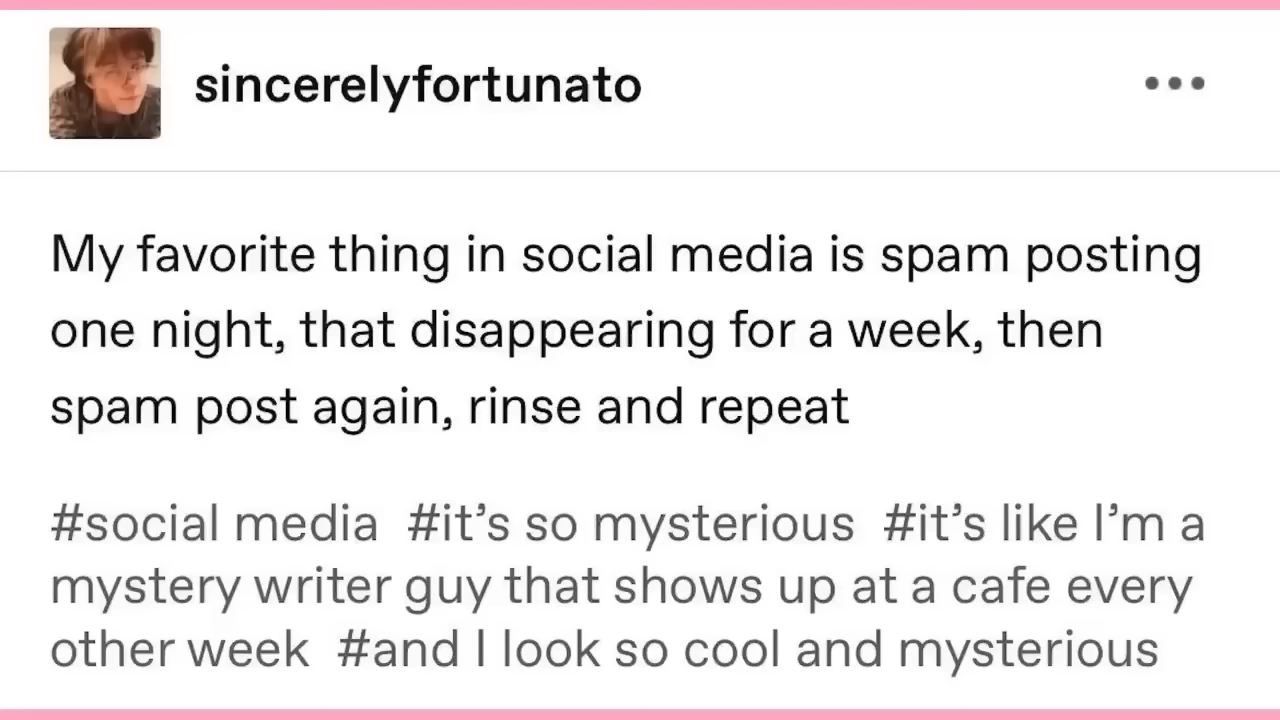 sincerelyfortunato
My favorite thing in social media is spam posting
one night, that disappearing for a week, then
spam post again, rinse and repeat
#social media #it’s so mysterious #it’s like I’m a
mystery writer guy that shows up at a cafe every
other week #and I look so cool and mysterious